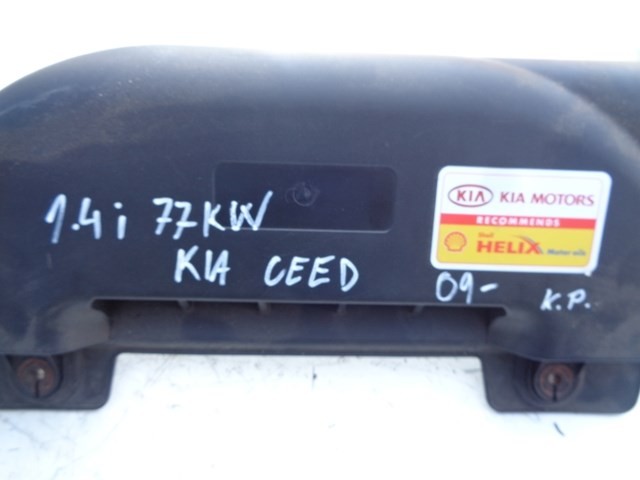 1.4i 77KW
KIA CEED
09-
K.P.
KIA KIA MOTORS
RECOMMENDS
Shell
HELIX Motor oils